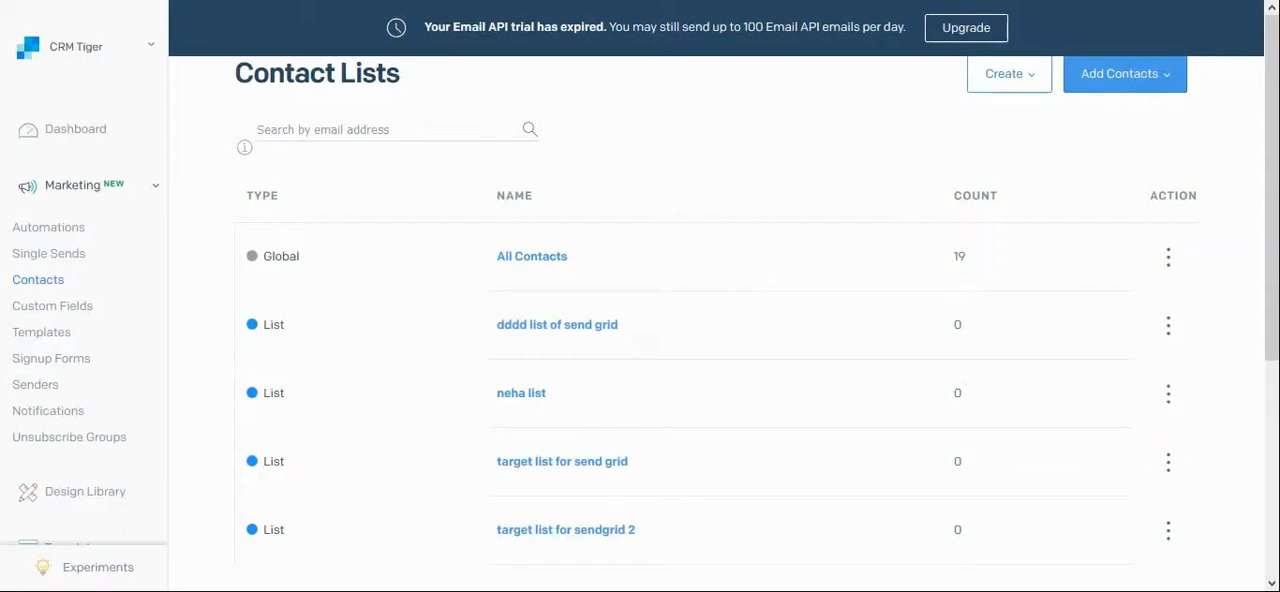 Your Email API trial has expired. You may still send up to 100 Email API emails per day. Upgrade
CRM Tiger
Dashboard
Marketing NEW
Automations
Single Sends
Contacts
Custom Fields
Templates
Signup Forms
Senders
Notifications
Unsubscribe Groups
Design Library
Experiments
Contact Lists
Create
Add Contacts
Search by email address
TYPE NAME COUNT ACTION
Global All Contacts 19
List dddd list of send grid 0
List neha list 0
List target list for send grid 0
List target list for sendgrid 2 0